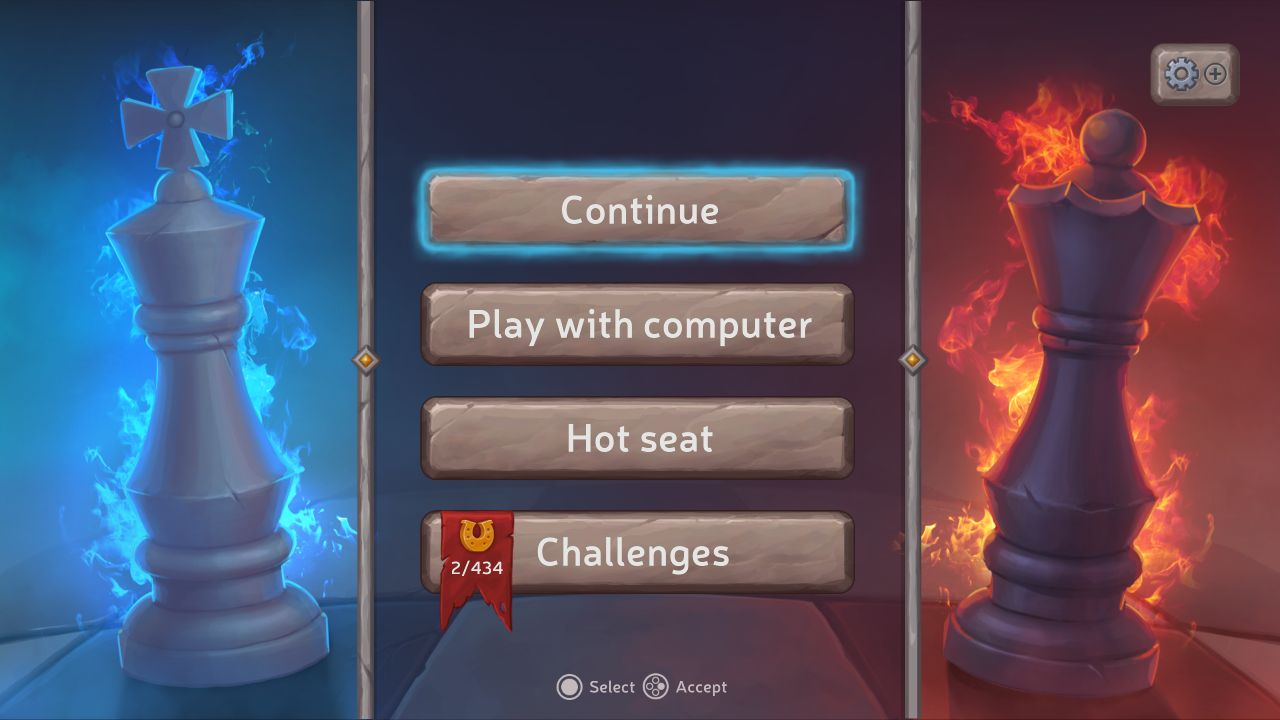 Continue
Play with computer
Hot seat
Challenges
2/434
Select Accept